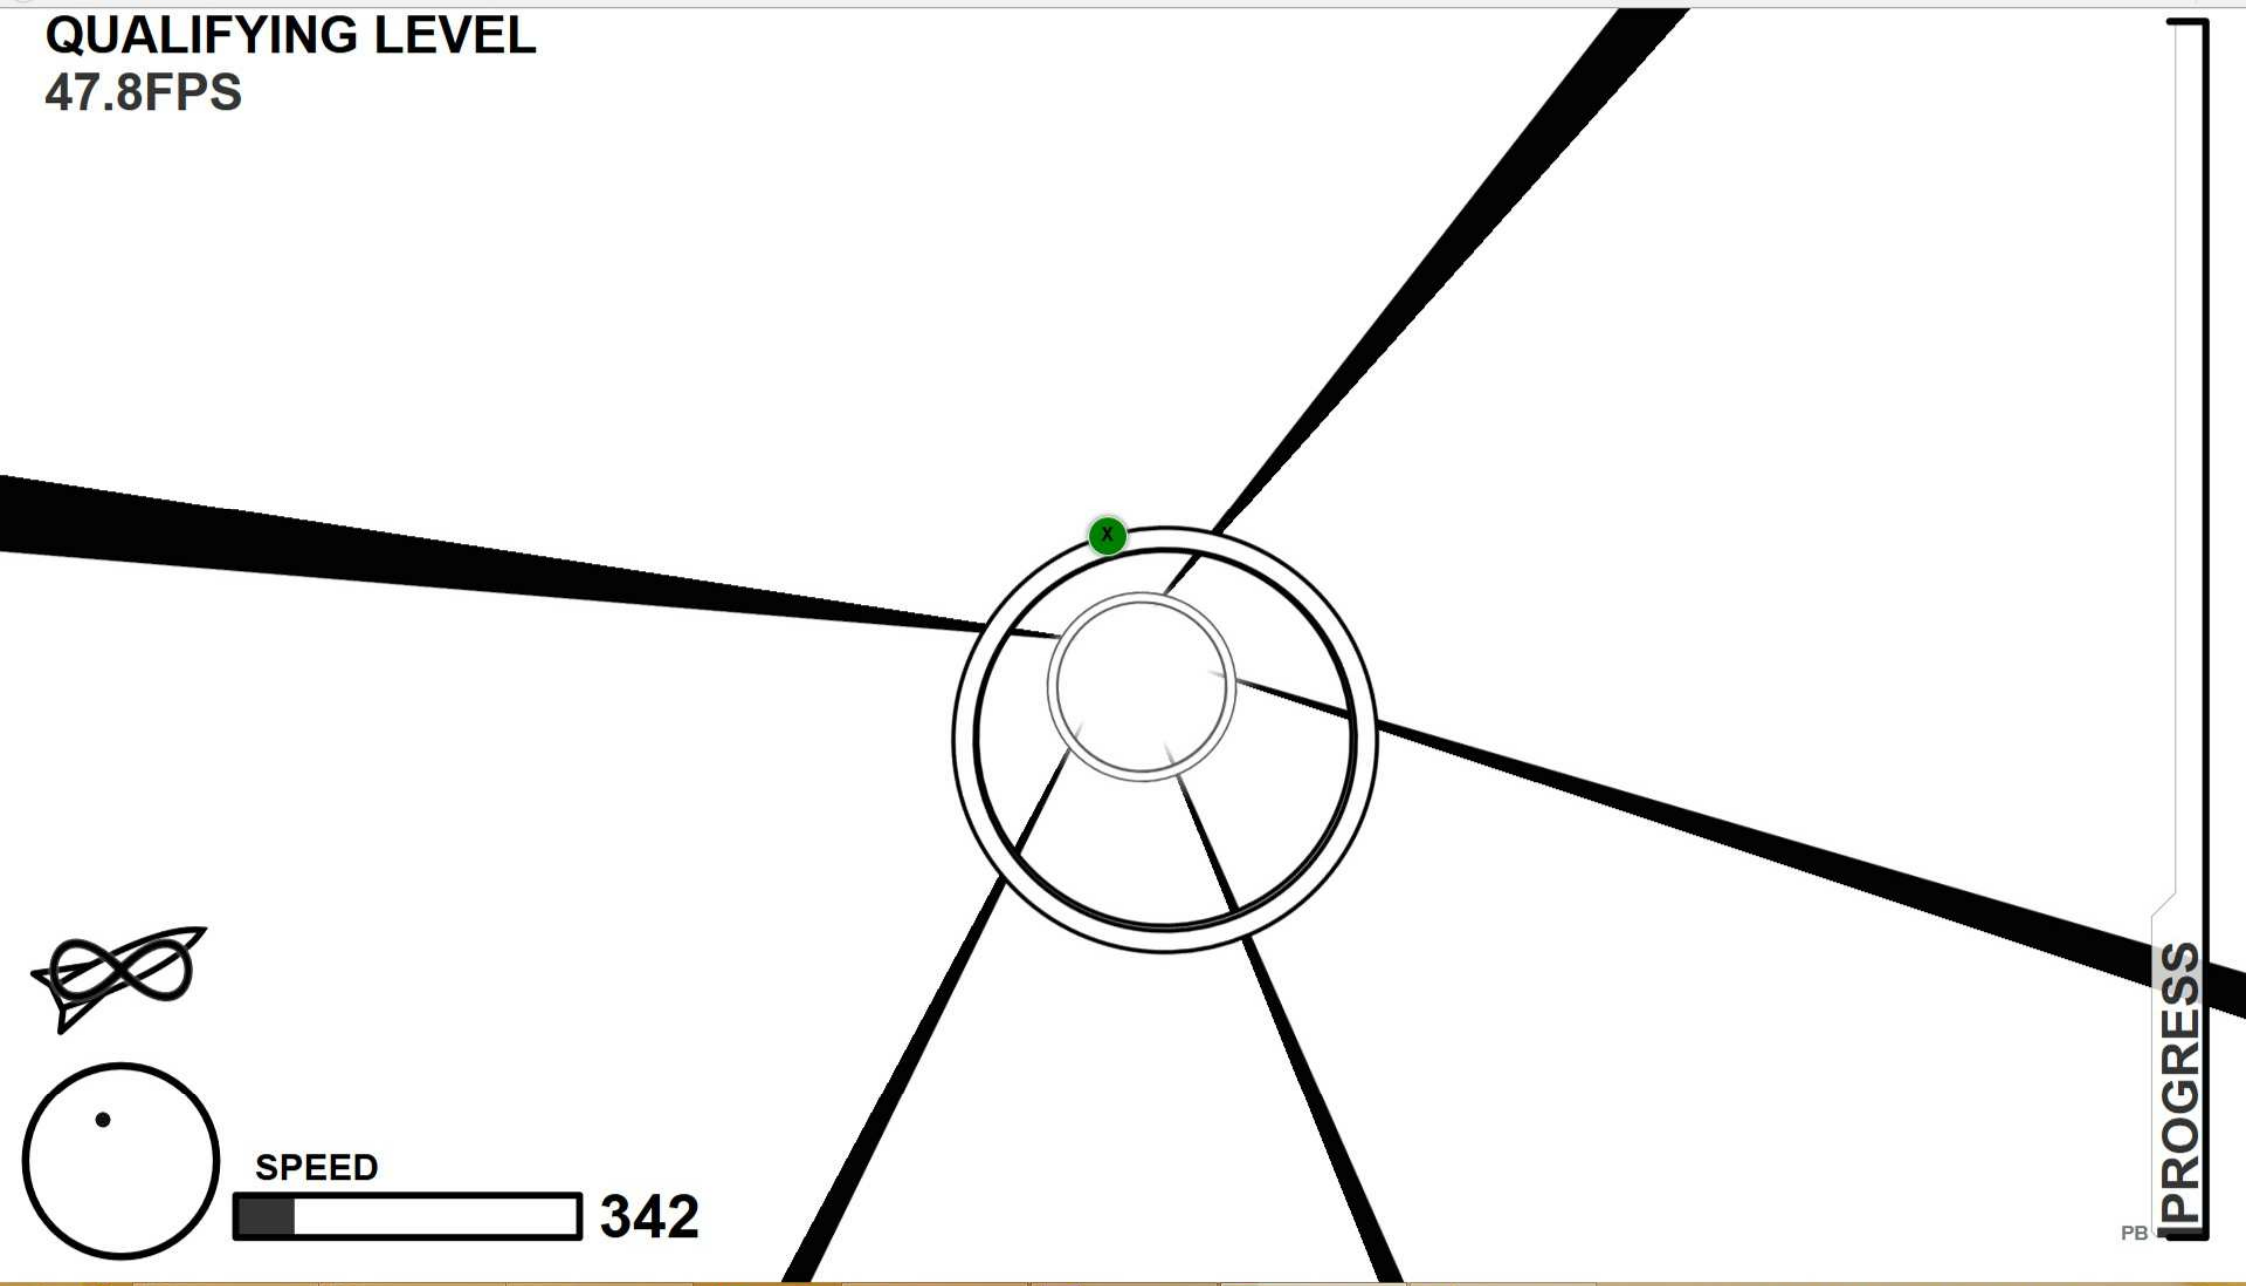 QUALIFYING LEVEL
47.8FPS
X
SPEED
342
PROGRESS
PB